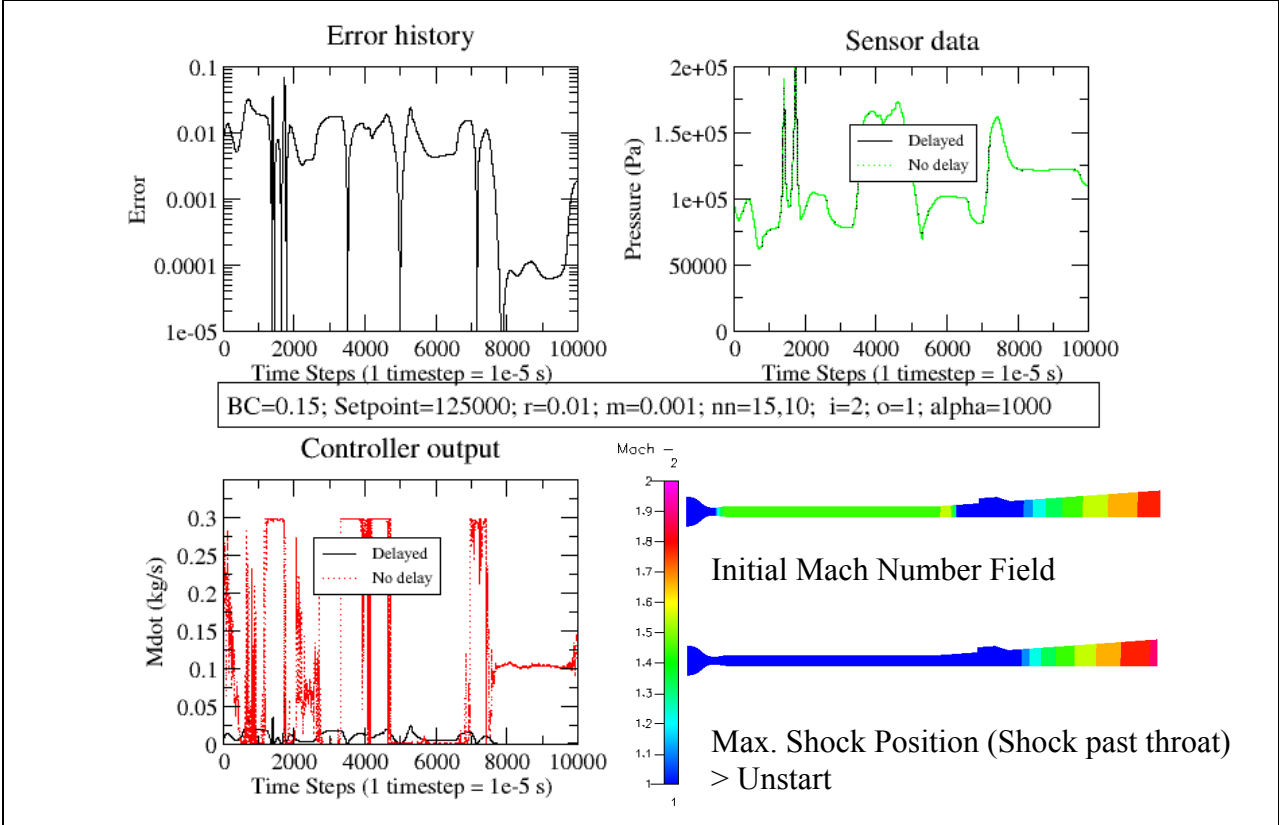 Error history
Sensor data
0.1
0.01
0.001
0.0001
1e-05
Error
0 2000 4000 6000 8000 10000
Time Steps (1 timestep = 1e-5 s)
2e+05
1.5e+05
1e+05
50000
0
Pressure (Pa)
Delayed
No delay
0 2000 4000 6000 8000 10000
Time Steps (1 timestep = 1e-5 s)
BC=0.15; Setpoint=125000; r=0.01; m=0.001; nn=15,10; i=2; o=1; alpha=1000
Controller output
0.3
0.25
0.2
0.15
0.1
0.05
0
Mdot (kg/s)
Delayed
No delay
0 2000 4000 6000 8000 10000
Time Steps (1 timestep = 1e-5 s)
Mach –
2
2
1.9
1.8
1.7
1.6
1.5
1.4
1.3
1.2
1.1
1
1
Initial Mach Number Field
Max. Shock Position (Shock past throat)
> Unstart